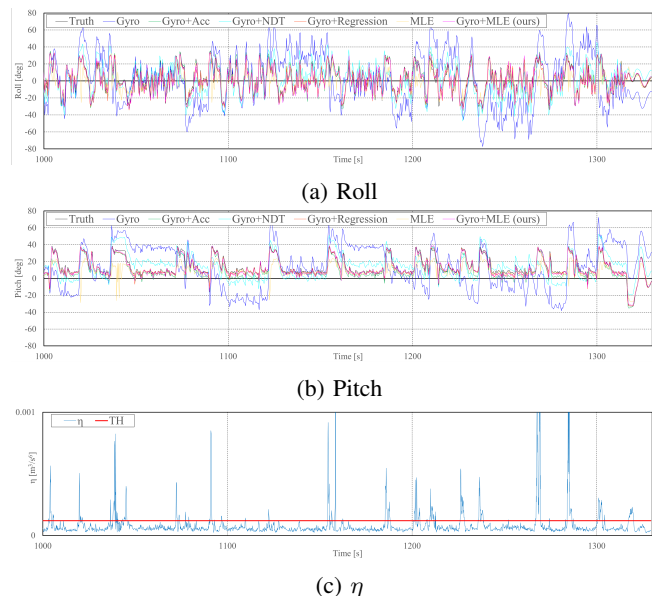 80
60
40
20
0
-20
-40
-60
-80
Roll [deg]
Truth Gyro Gyro+Acc Gyro+NDT Gyro+Regression MLE Gyro+MLE (ours)
1000 1100 1200 1300
Time [s]
(a) Roll
80
60
40
20
0
-20
-40
-60
-80
Pitch [deg]
Truth Gyro Gyro+Acc Gyro+NDT Gyro+Regression MLE Gyro+MLE (ours)
1000 1100 1200 1300
Time [s]
(b) Pitch
0.001
0
η [m³/s⁶]
η TH
1000 1100 1200 1300
Time [s]
(c) η